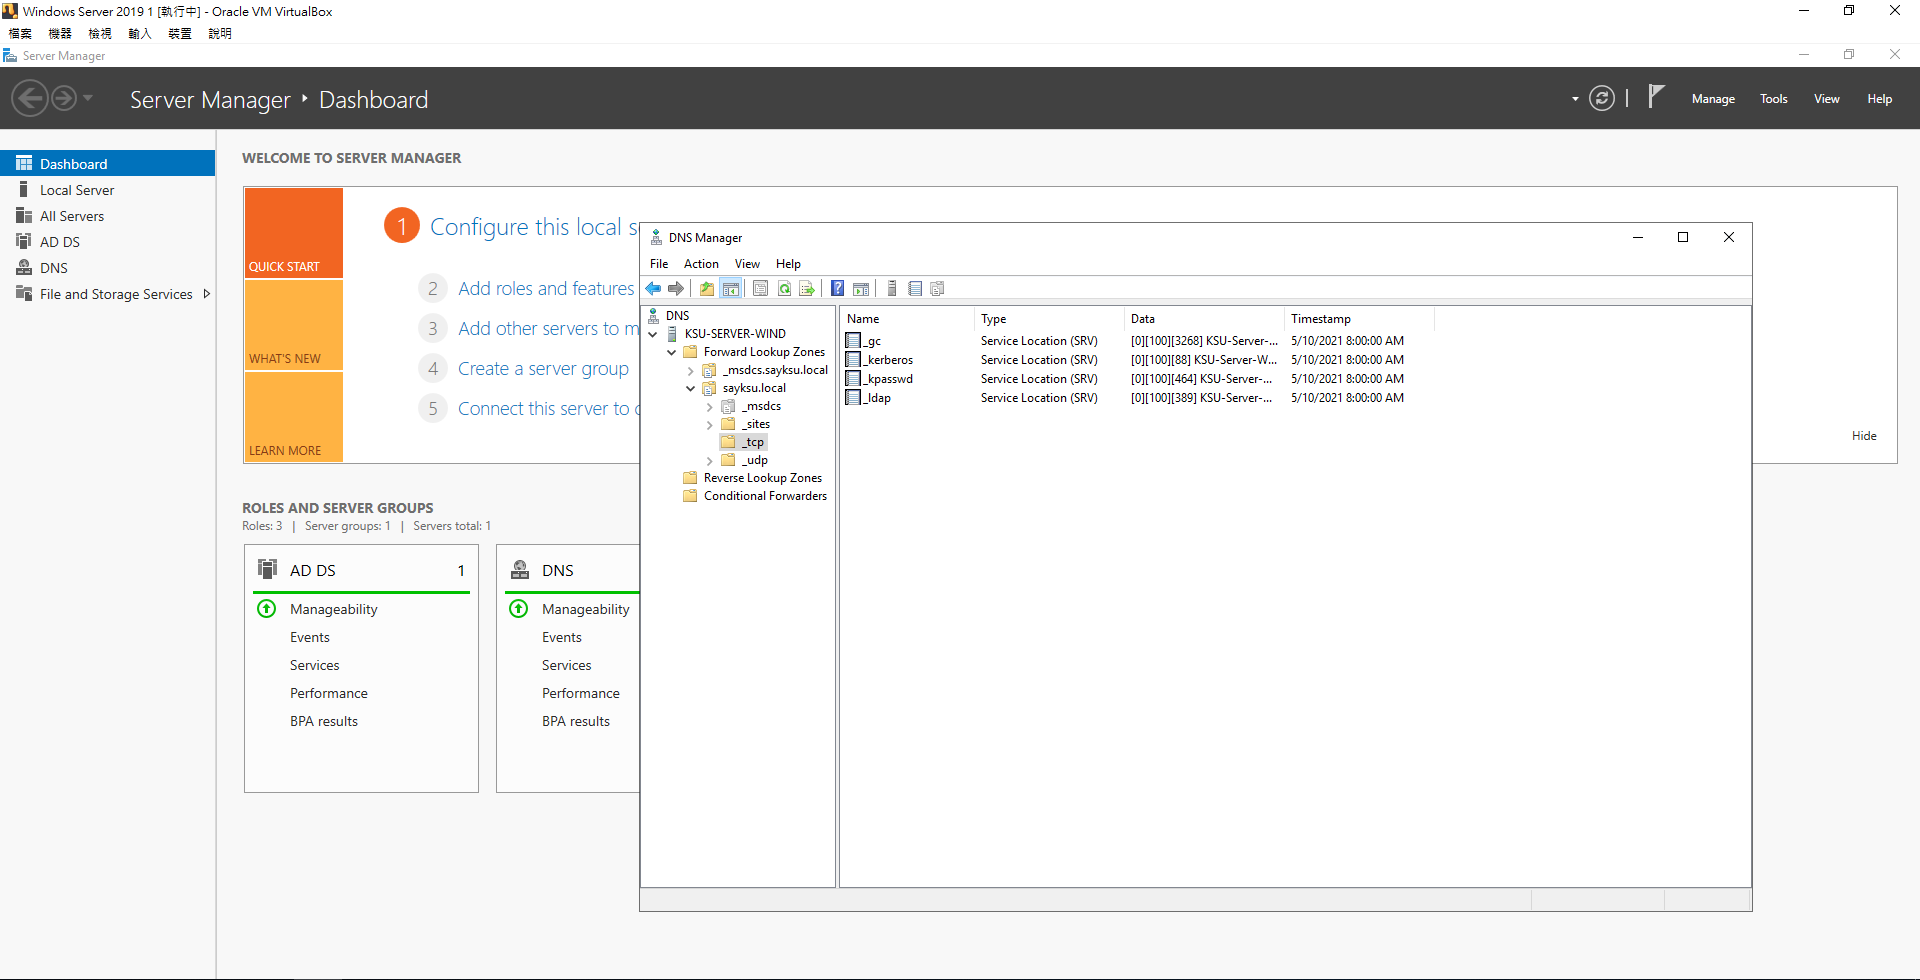 Windows Server 2019 1 [執行中] - Oracle VM VirtualBox
檔案 機器 檢視 輸入 裝置 說明
Server Manager
Server Manager ‣ Dashboard
Manage Tools View Help
Dashboard
Local Server
All Servers
AD DS
DNS
File and Storage Services
WELCOME TO SERVER MANAGER
QUICK START
WHAT'S NEW
LEARN MORE
1 Configure this local s
2 Add roles and features
3 Add other servers to m
4 Create a server group
5 Connect this server to c
Hide
ROLES AND SERVER GROUPS
Roles: 3 | Server groups: 1 | Servers total: 1
AD DS 1
Manageability
Events
Services
Performance
BPA results
DNS
Manageability
Events
Services
Performance
BPA results
DNS Manager
File Action View Help
DNS
KSU-SERVER-WIND
Forward Lookup Zones
_msdcs.sayksu.local
sayksu.local
_msdcs
_sites
_tcp
_udp
Reverse Lookup Zones
Conditional Forwarders
Name Type Data Timestamp
_gc Service Location (SRV) [0][100][3268] KSU-Server-... 5/10/2021 8:00:00 AM
_kerberos Service Location (SRV) [0][100][88] KSU-Server-W... 5/10/2021 8:00:00 AM
_kpasswd Service Location (SRV) [0][100][464] KSU-Server-... 5/10/2021 8:00:00 AM
_ldap Service Location (SRV) [0][100][389] KSU-Server-... 5/10/2021 8:00:00 AM